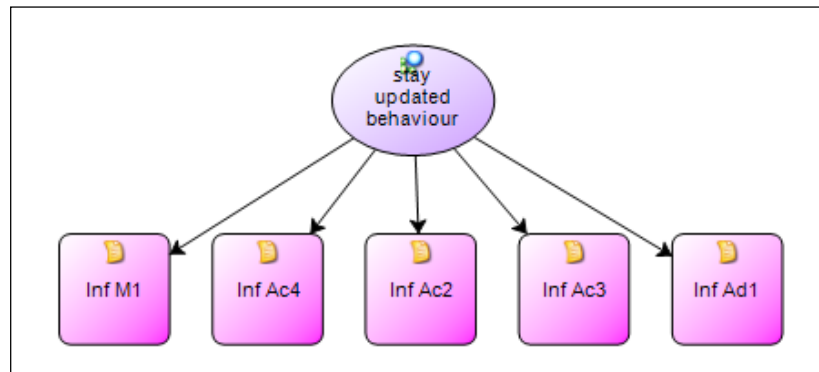 stay
updated
behaviour
Inf M1
Inf Ac4
Inf Ac2
Inf Ac3
Inf Ad1